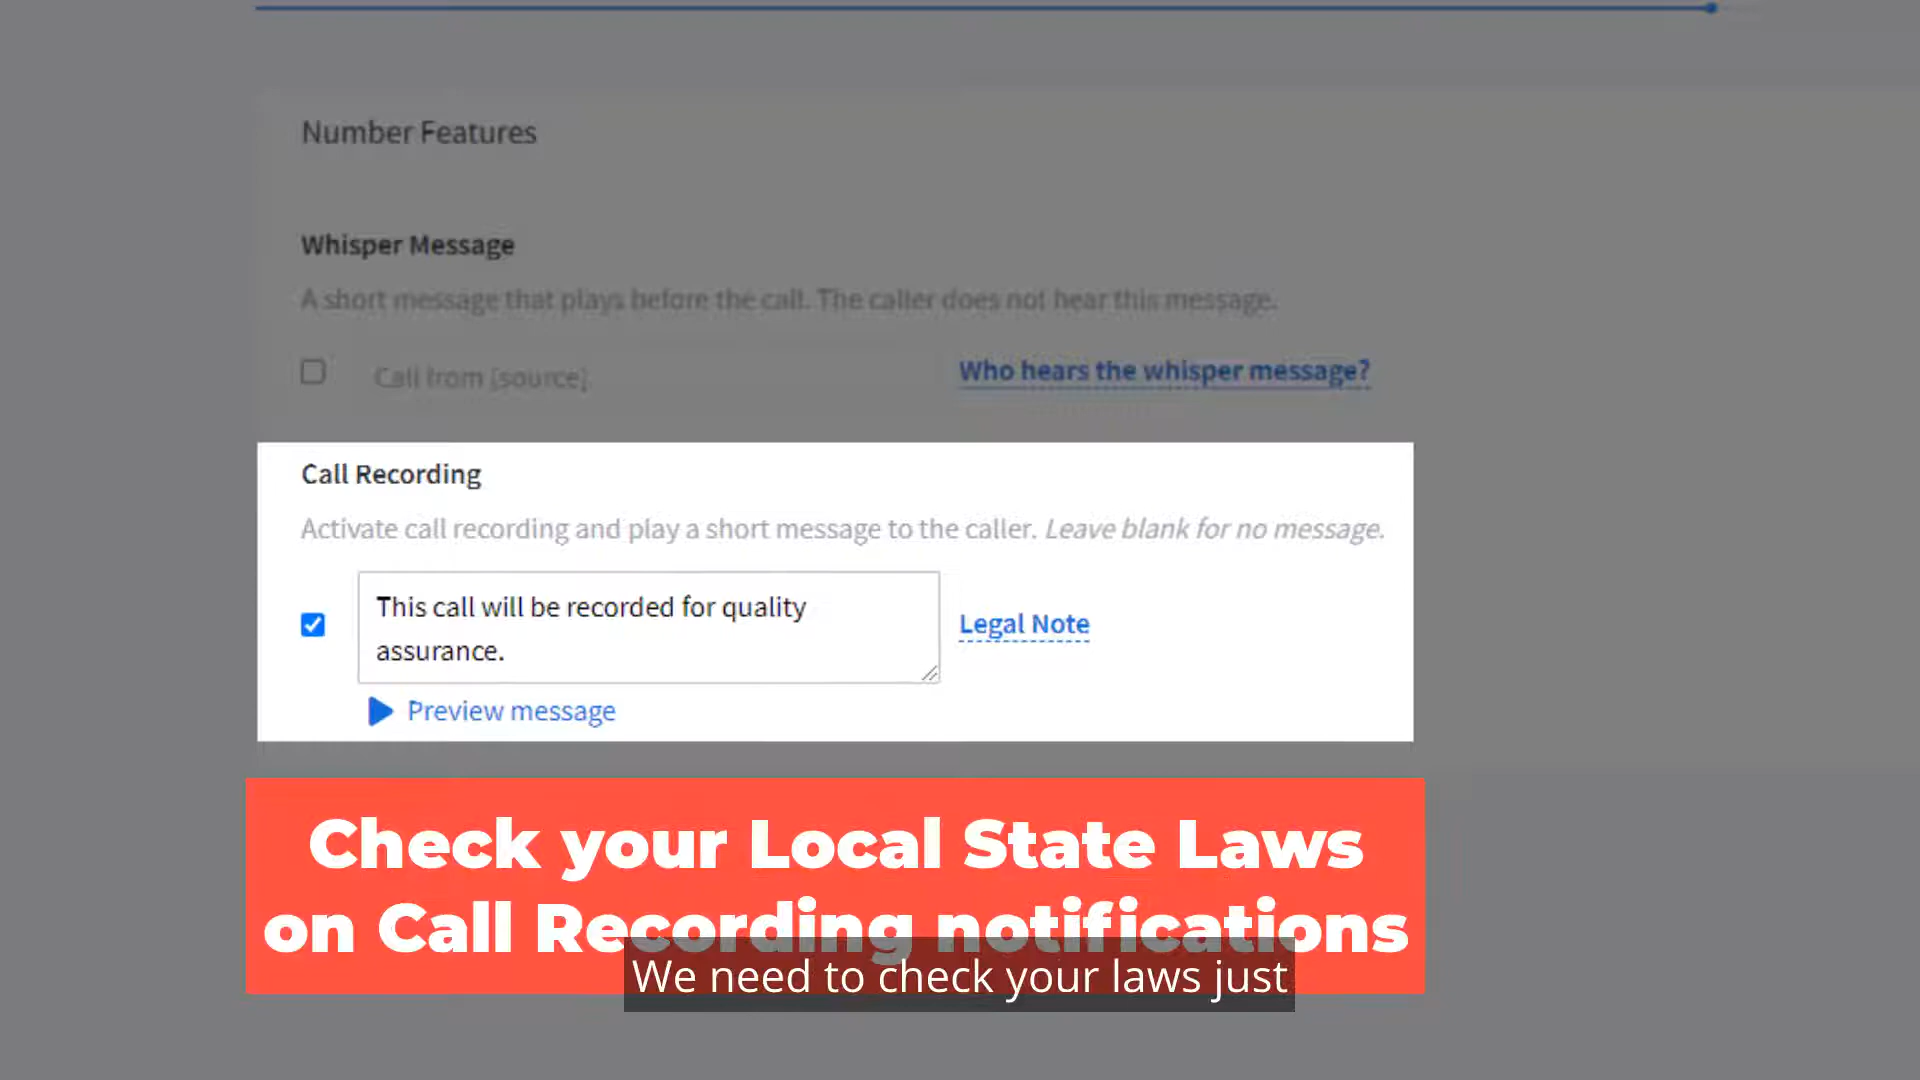 Number Features
Whisper Message
A short message that plays before the call. The caller does not hear this message.
Call from [source]
Who hears the whisper message?
Call Recording
Activate call recording and play a short message to the caller. Leave blank for no message.
This call will be recorded for quality
assurance.
Legal Note
Preview message
Check your Local State Laws
on Call Recording notifications
We need to check your laws just